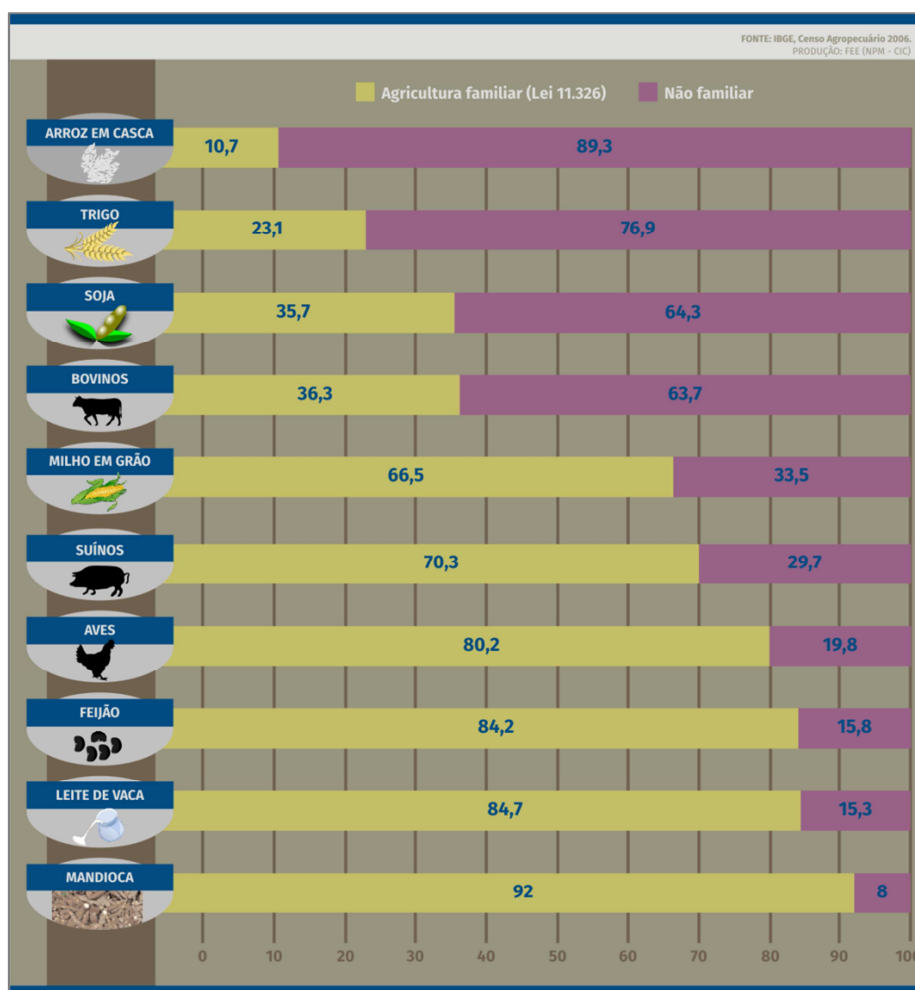 FONTE: IBGE, Censo Agropecuário 2006.
PRODUÇÃO: FEE (NPM - CIC)
Agricultura familiar (Lei 11.326) Não familiar
ARROZ EM CASCA 10,7 89,3
TRIGO 23,1 76,9
SOJA 35,7 64,3
BOVINOS 36,3 63,7
MILHO EM GRÃO 66,5 33,5
SUÍNOS 70,3 29,7
AVES 80,2 19,8
FEIJÃO 84,2 15,8
LEITE DE VACA 84,7 15,3
MANDIOCA 92 8
0 10 20 30 40 50 60 70 80 90 100